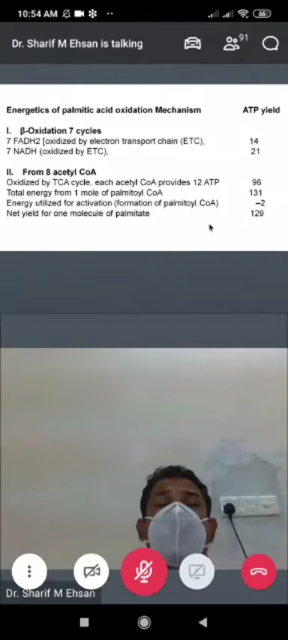 10:54 AM
66
Dr. Sharif M Ehsan is talking
91
Energetics of palmitic acid oxidation Mechanism ATP yield
I. β-Oxidation 7 cycles
7 FADH2 [oxidized by electron transport chain (ETC), 14
7 NADH (oxidized by ETC), 21
II. From 8 acetyl CoA
Oxidized by TCA cycle, each acetyl CoA provides 12 ATP 96
Total energy from 1 mole of palmitoyl CoA 131
Energy utilized for activation (formation of palmitoyl CoA) –2
Net yield for one molecule of palmitate 129
Dr. Sharif M Ehsan